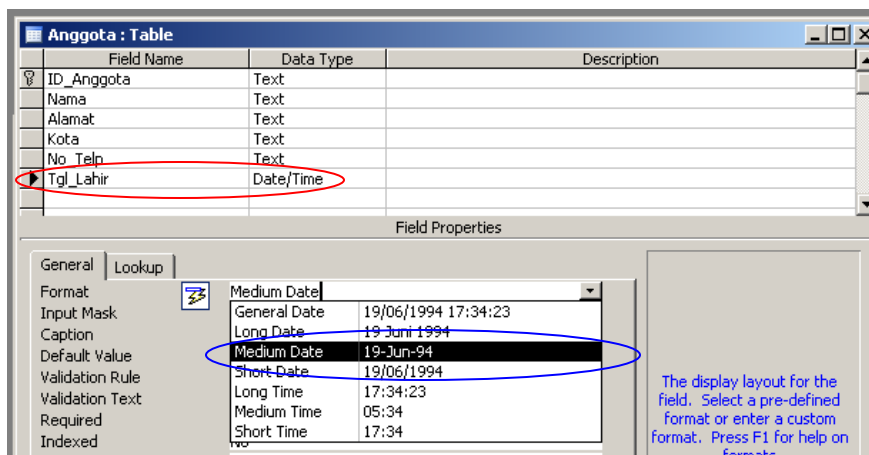 Anggota : Table
Field Name Data Type Description
ID_Anggota Text
Nama Text
Alamat Text
Kota Text
No_Telp Text
Tgl_Lahir Date/Time
Field Properties
General Lookup
Format Medium Date
Input Mask General Date 19/06/1994 17:34:23
Caption Long Date 19 Juni 1994
Default Value Medium Date 19-Jun-94
Validation Rule Short Date 19/06/1994
Validation Text Long Time 17:34:23
Required Medium Time 05:34
Indexed Short Time 17:34
No
The display layout for the
field. Select a pre-defined
format or enter a custom
format. Press F1 for help on
formats.